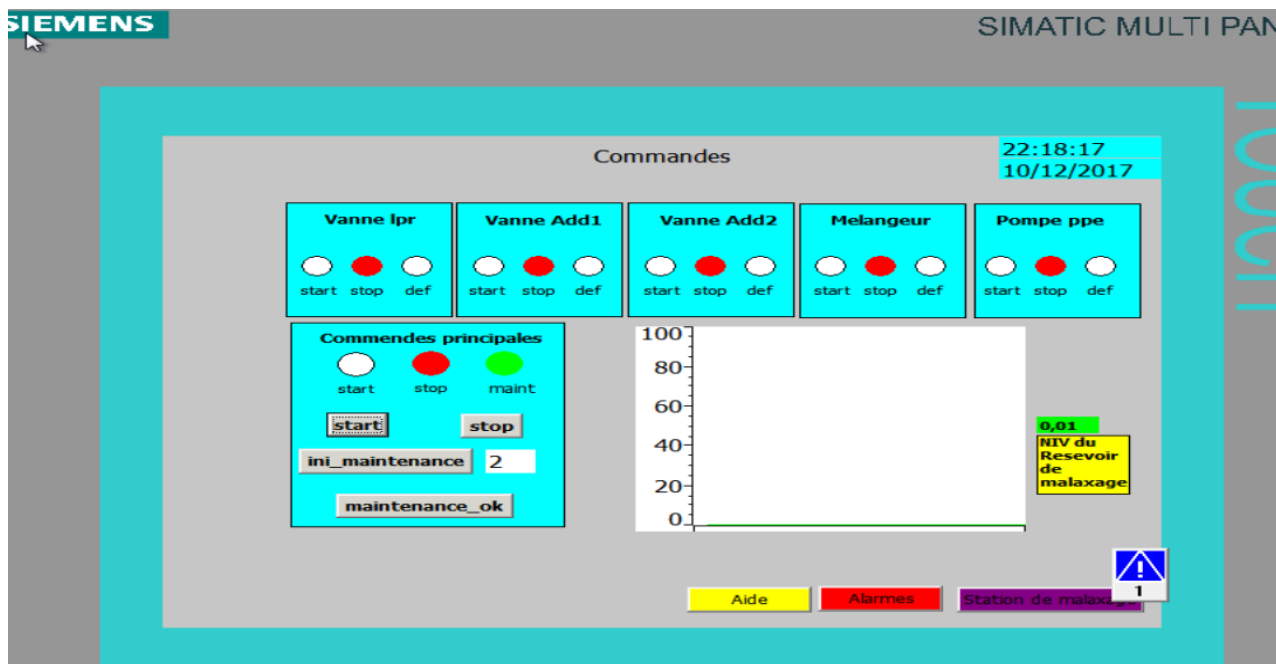 SIEMENS
SIMATIC MULTI PAN
TOUCH
Commandes
22:18:17
10/12/2017
Vanne lpr
start stop def
Vanne Add1
start stop def
Vanne Add2
start stop def
Melangeur
start stop def
Pompe ppe
start stop def
Commendes principales
start stop maint
start stop
ini_maintenance 2
maintenance_ok
100
80
60
40
20
0
0,01
NIV du
Resevoir
de
malaxage
Aide
Alarmes
Station de malaxage
1